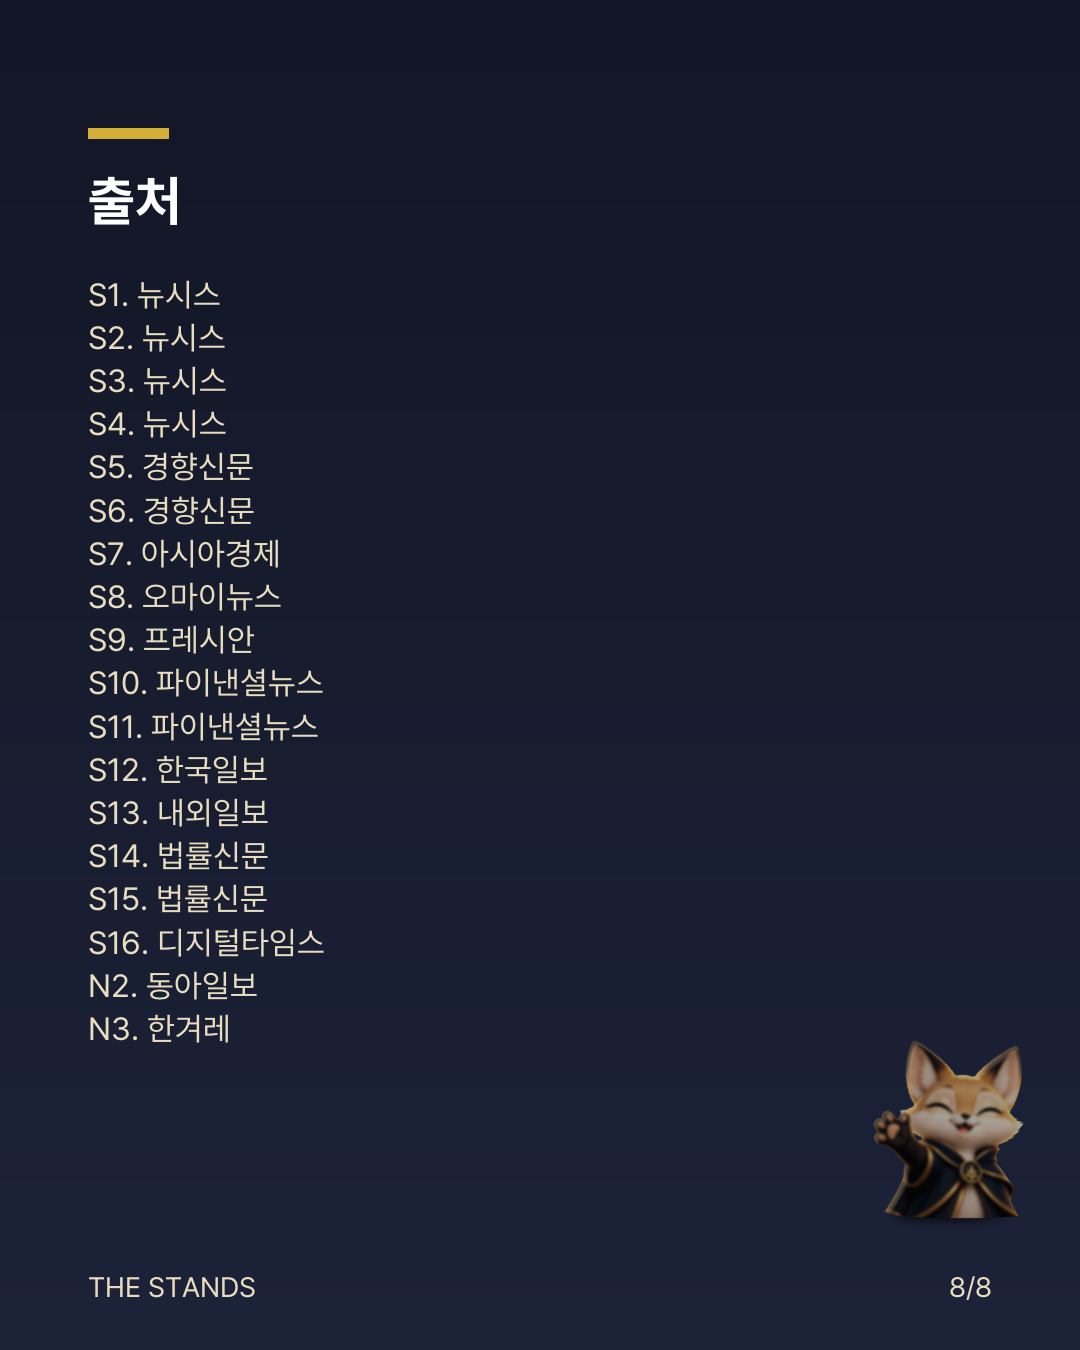 출처
S1. 뉴시스
S2. 뉴시스
S3. 뉴시스
S4. 뉴시스
S5. 경향신문
S6. 경향신문
S7. 아시아경제
S8. 오마이뉴스
S9. 프레시안
S10. 파이낸셜뉴스
S11. 파이낸셜뉴스
S12. 한국일보
S13. 내외일보
S14. 법률신문
S15. 법률신문
S16. 디지털타임스
N2. 동아일보
N3. 한겨레
THE STANDS
8/8